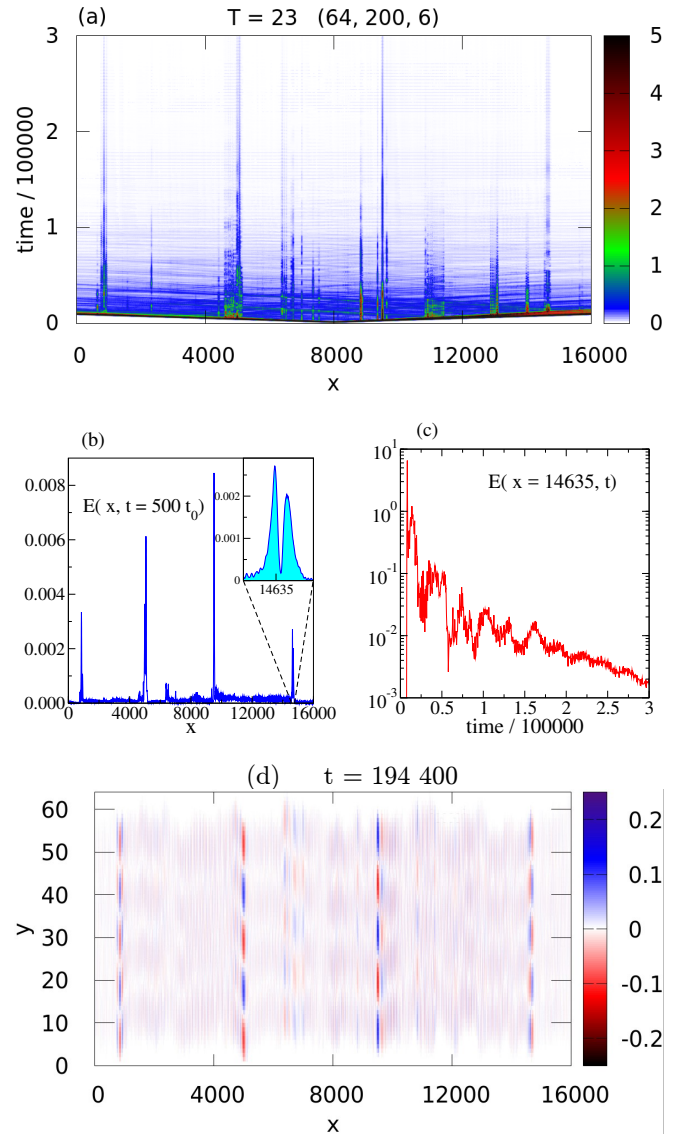 (a) T = 23 (64, 200, 6)
3
2
1
0
time / 100000
0 4000 8000 12000 16000
x
5
4
3
2
1
0
(b)
E( x, t = 500 t0)
0.008
0.006
0.004
0.002
0.000
0 4000 8000 12000 16000
x
0.002
0.001
0
14635
(c)
E( x = 14635, t)
10^1
10^0
10^-1
10^-2
10^-3
0 0.5 1 1.5 2 2.5 3
time / 100000
(d) t = 194 400
60
50
40
30
20
10
0
y
0 4000 8000 12000 16000
x
0.2
0.1
0
-0.1
-0.2